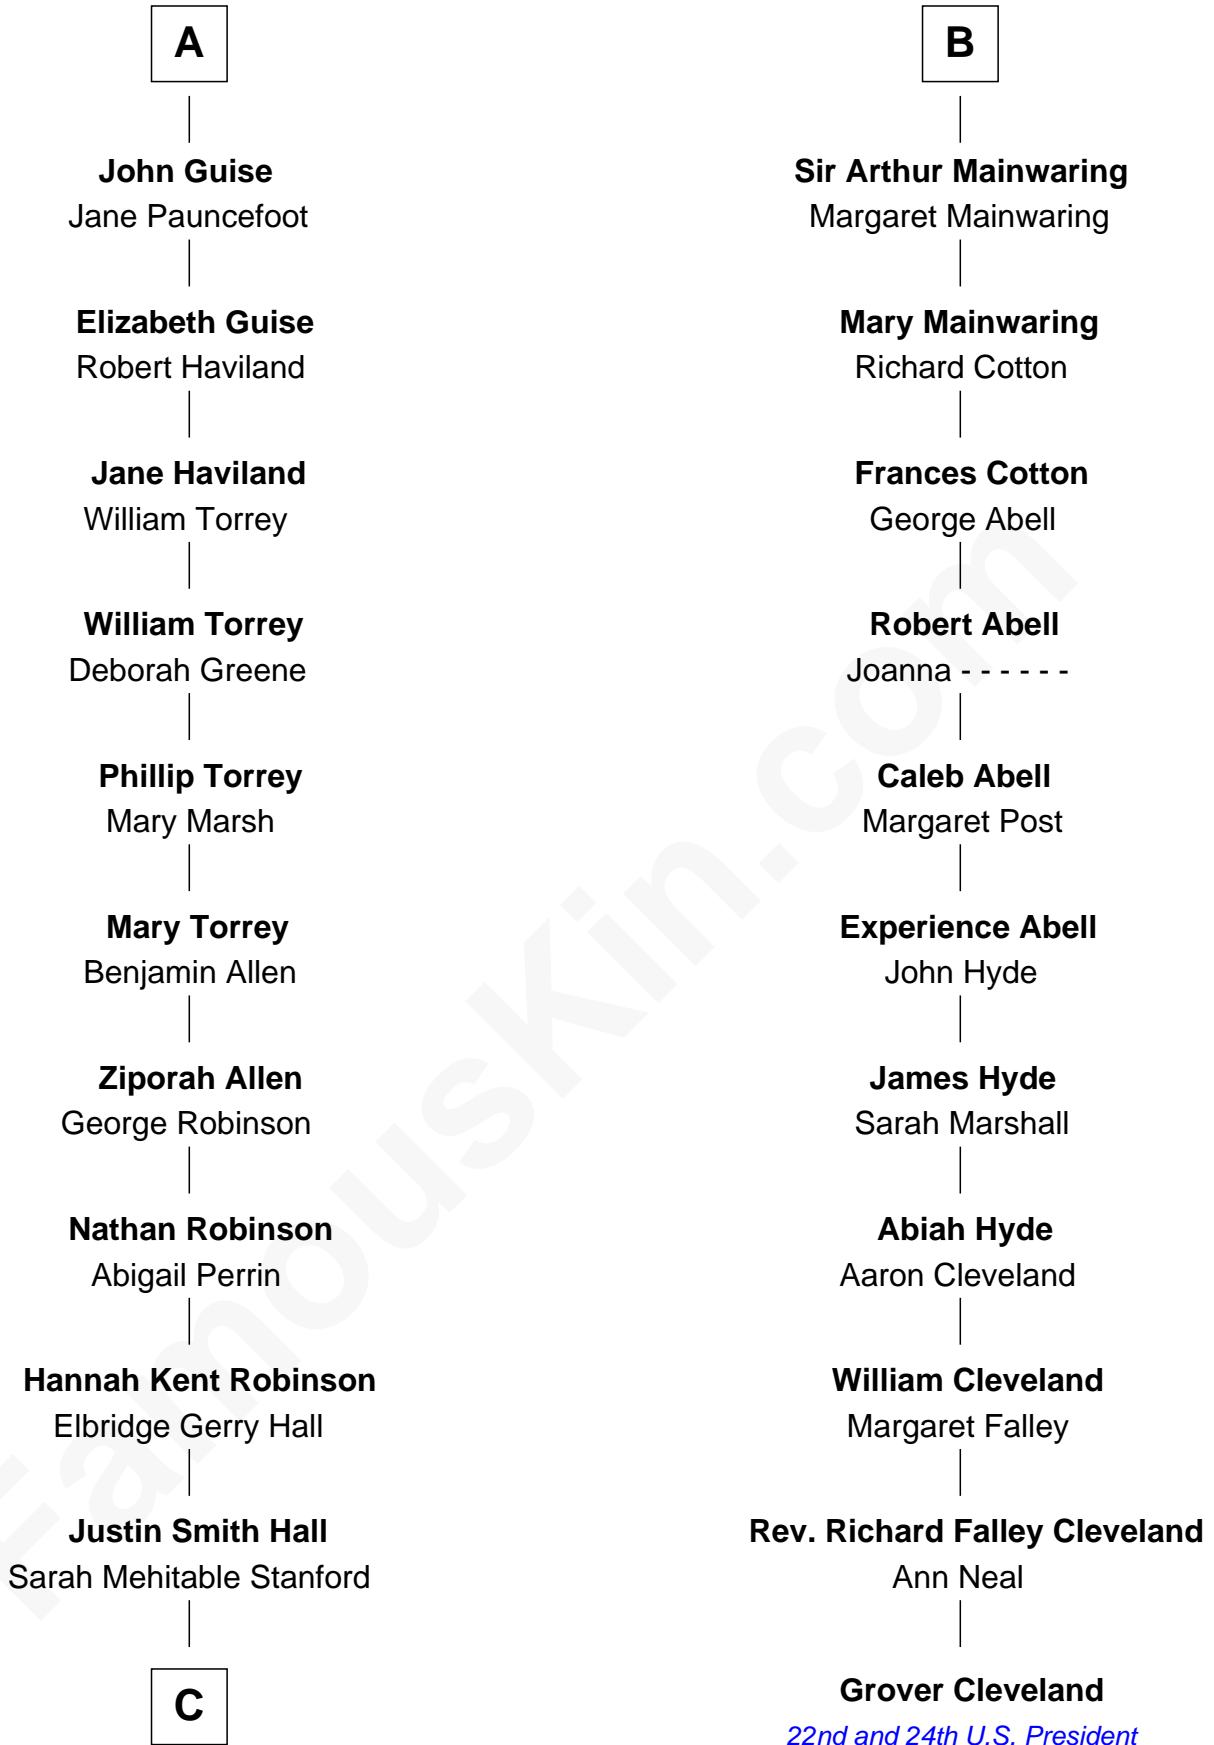 A
John Guise
Jane Pauncefoot
Elizabeth Guise
Robert Haviland
Jane Haviland
William Torrey
William Torrey
Deborah Greene
Phillip Torrey
Mary Marsh
Mary Torrey
Benjamin Allen
Ziporah Allen
George Robinson
Nathan Robinson
Abigail Perrin
Hannah Kent Robinson
Elbridge Gerry Hall
Justin Smith Hall
Sarah Mehitable Stanford
C
B
Sir Arthur Mainwaring
Margaret Mainwaring
Mary Mainwaring
Richard Cotton
Frances Cotton
George Abell
Robert Abell
Joanna - - - - - -
Caleb Abell
Margaret Post
Experience Abell
John Hyde
James Hyde
Sarah Marshall
Abiah Hyde
Aaron Cleveland
William Cleveland
Margaret Falley
Rev. Richard Falley Cleveland
Ann Neal
Grover Cleveland
22nd and 24th U.S. President
FamousKin.com